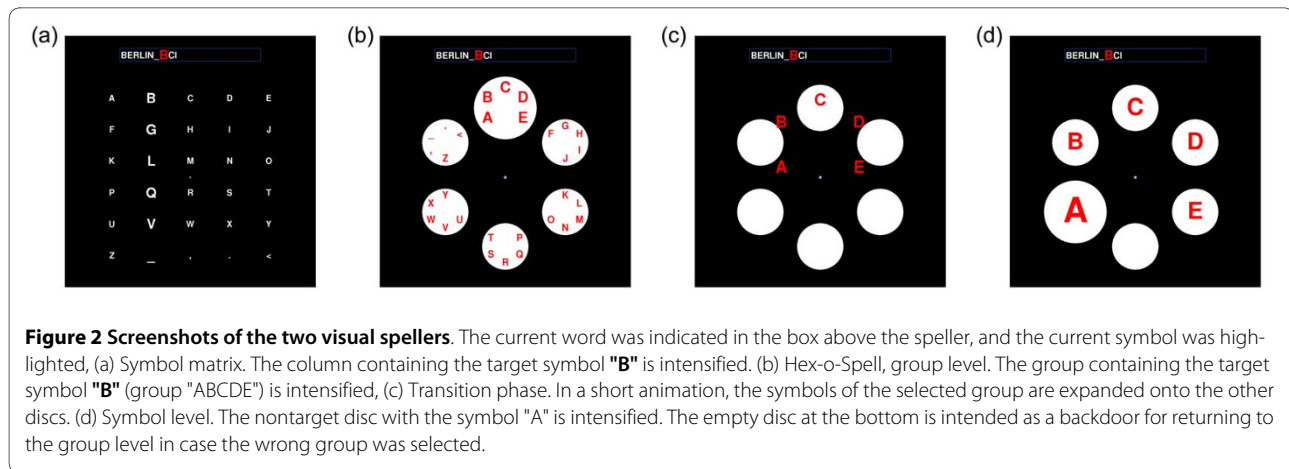 (a)
BERLIN_BCI
A B C D E
F G H I J
K L M N O
P Q R S T
U V W X Y
Z _ , . <
(b)
BERLIN_BCI
A B C D E
F G H I J
K L M N O
P Q R S T
U V W X Y
Z , _ . <
(c)
BERLIN_BCI
A B C D E
(d)
BERLIN_BCI
A B C D E
Figure 2 Screenshots of the two visual spellers. The current word was indicated in the box above the speller, and the current symbol was high-
lighted, (a) Symbol matrix. The column containing the target symbol "B" is intensified. (b) Hex-o-Spell, group level. The group containing the target
symbol "B" (group "ABCDE") is intensified, (c) Transition phase. In a short animation, the symbols of the selected group are expanded onto the other
discs. (d) Symbol level. The nontarget disc with the symbol "A" is intensified. The empty disc at the bottom is intended as a backdoor for returning to
the group level in case the wrong group was selected.